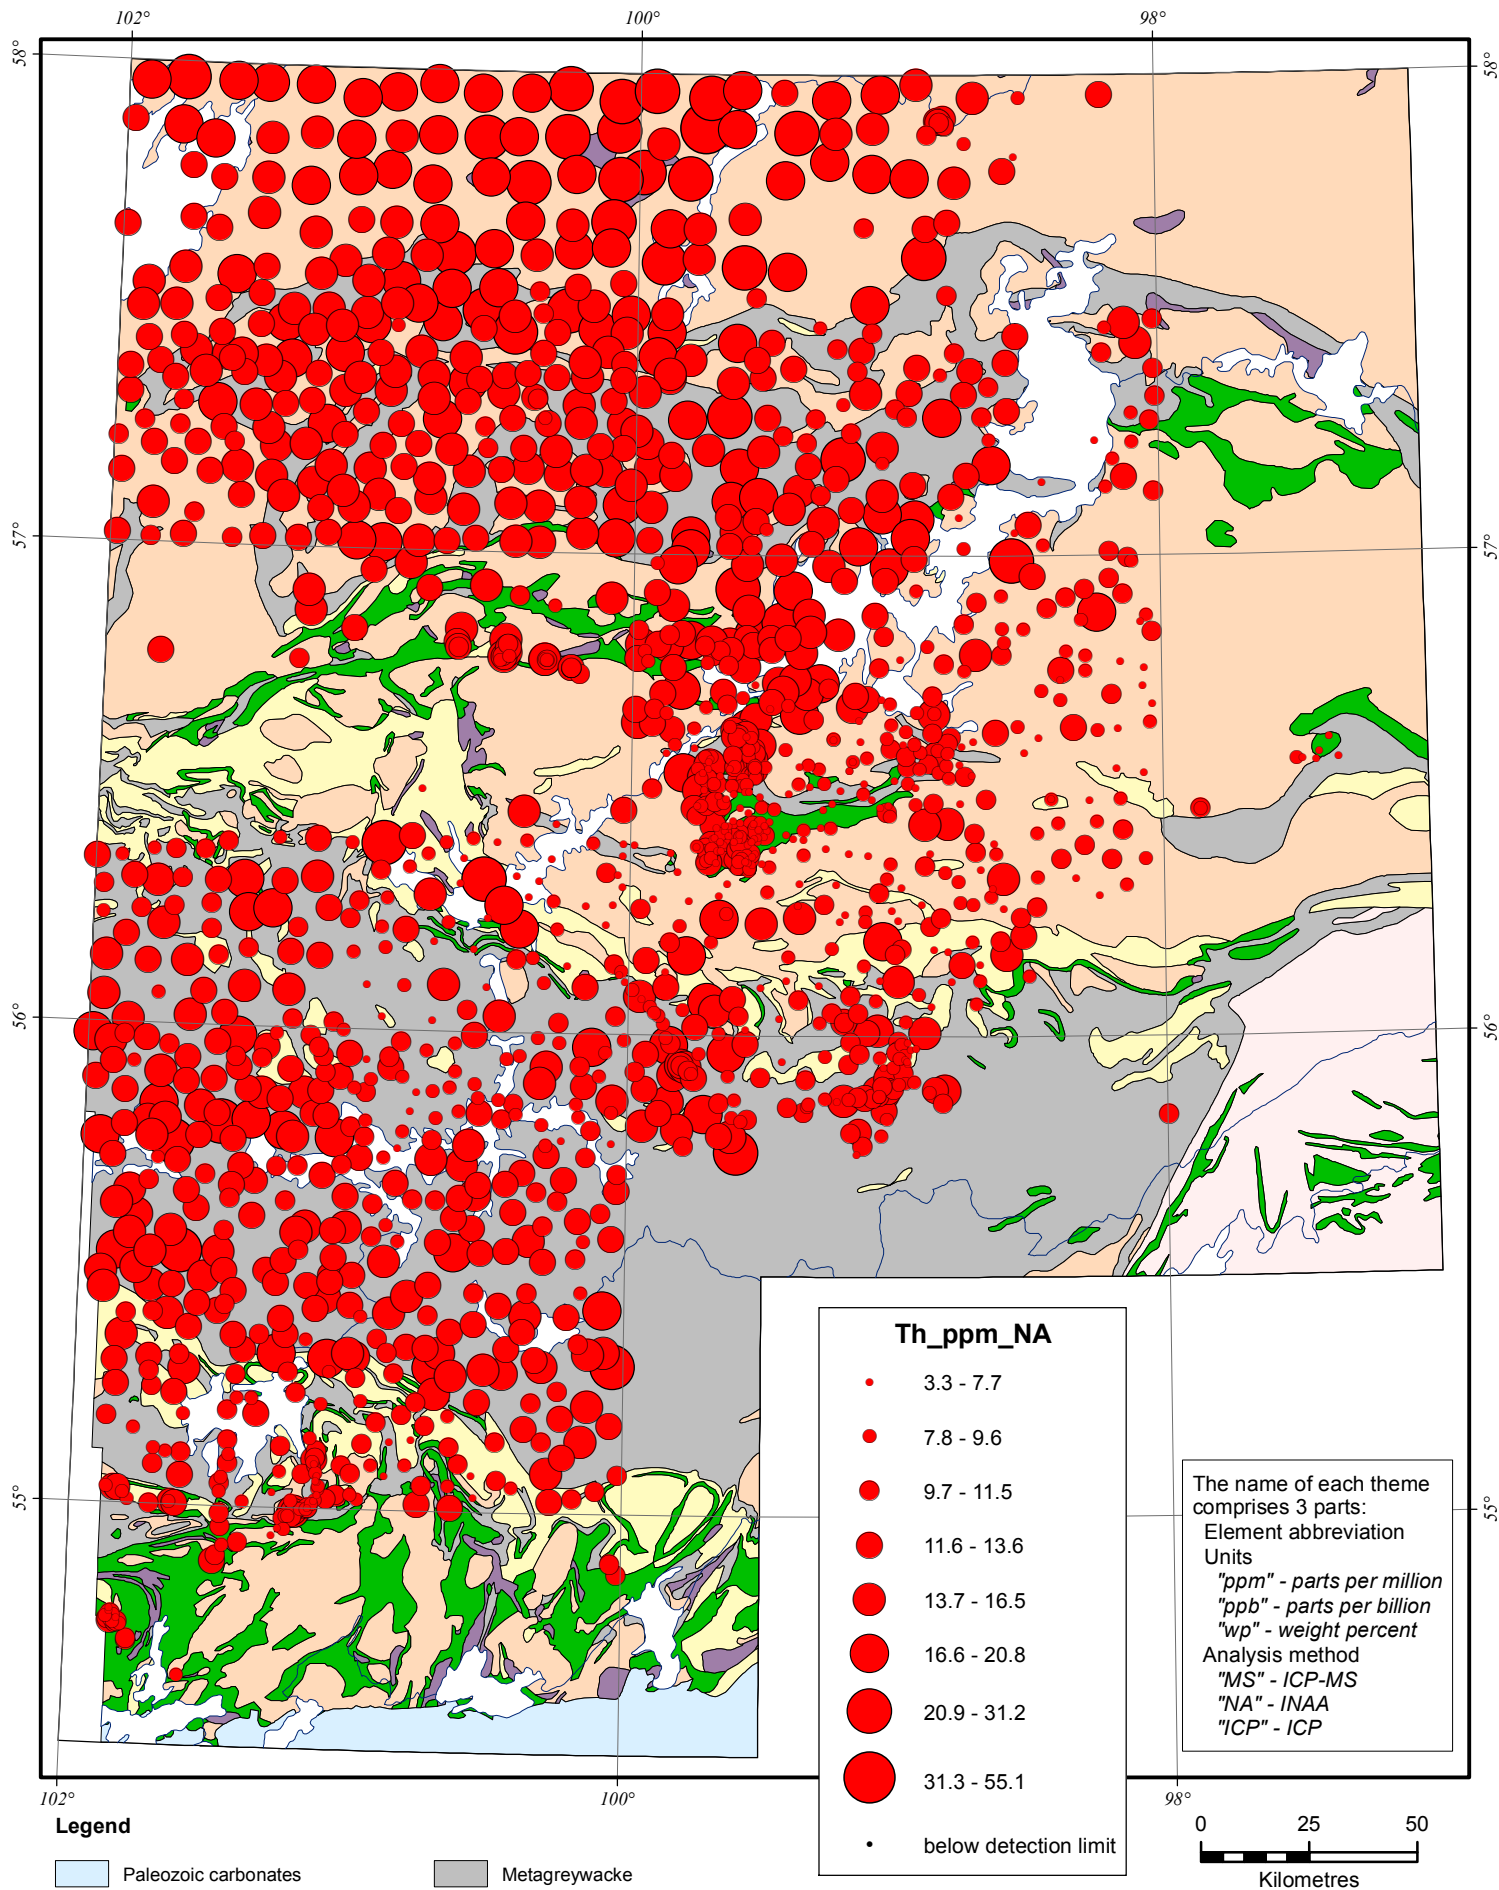 102°
100°
98°
58°
58°
57°
57°
56°
56°
55°
55°
Th_ppm_NA
3.3 - 7.7
7.8 - 9.6
9.7 - 11.5
11.6 - 13.6
13.7 - 16.5
16.6 - 20.8
20.9 - 31.2
31.3 - 55.1
below detection limit
The name of each theme
comprises 3 parts:
Element abbreviation
Units
"ppm" - parts per million
"ppb" - parts per billion
"wp" - weight percent
Analysis method
"MS" - ICP-MS
"NA" - INAA
"ICP" - ICP
102°
100°
98°
Legend
Paleozoic carbonates
Metagreywacke
0 25 50
Kilometres